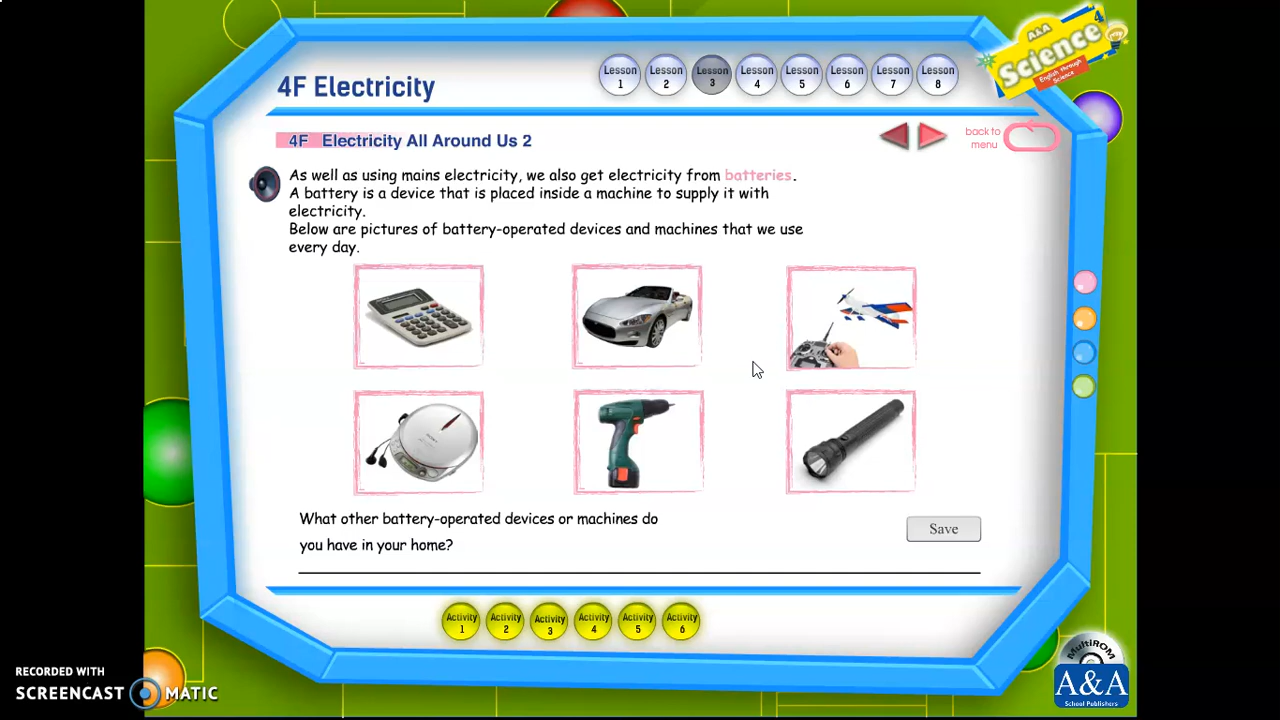 A&A
4
Science
English through
Science
4F Electricity
Lesson
1
Lesson
2
Lesson
3
Lesson
4
Lesson
5
Lesson
6
Lesson
7
Lesson
8
4F Electricity All Around Us 2
back to
menu
As well as using mains electricity, we also get electricity from batteries.
A battery is a device that is placed inside a machine to supply it with
electricity.
Below are pictures of battery-operated devices and machines that we use
every day.
What other battery-operated devices or machines do
you have in your home?
Save
Activity
1
Activity
2
Activity
3
Activity
4
Activity
5
Activity
6
RECORDED WITH
SCREENCAST MATIC
MultiROM
A&A
School Publishers